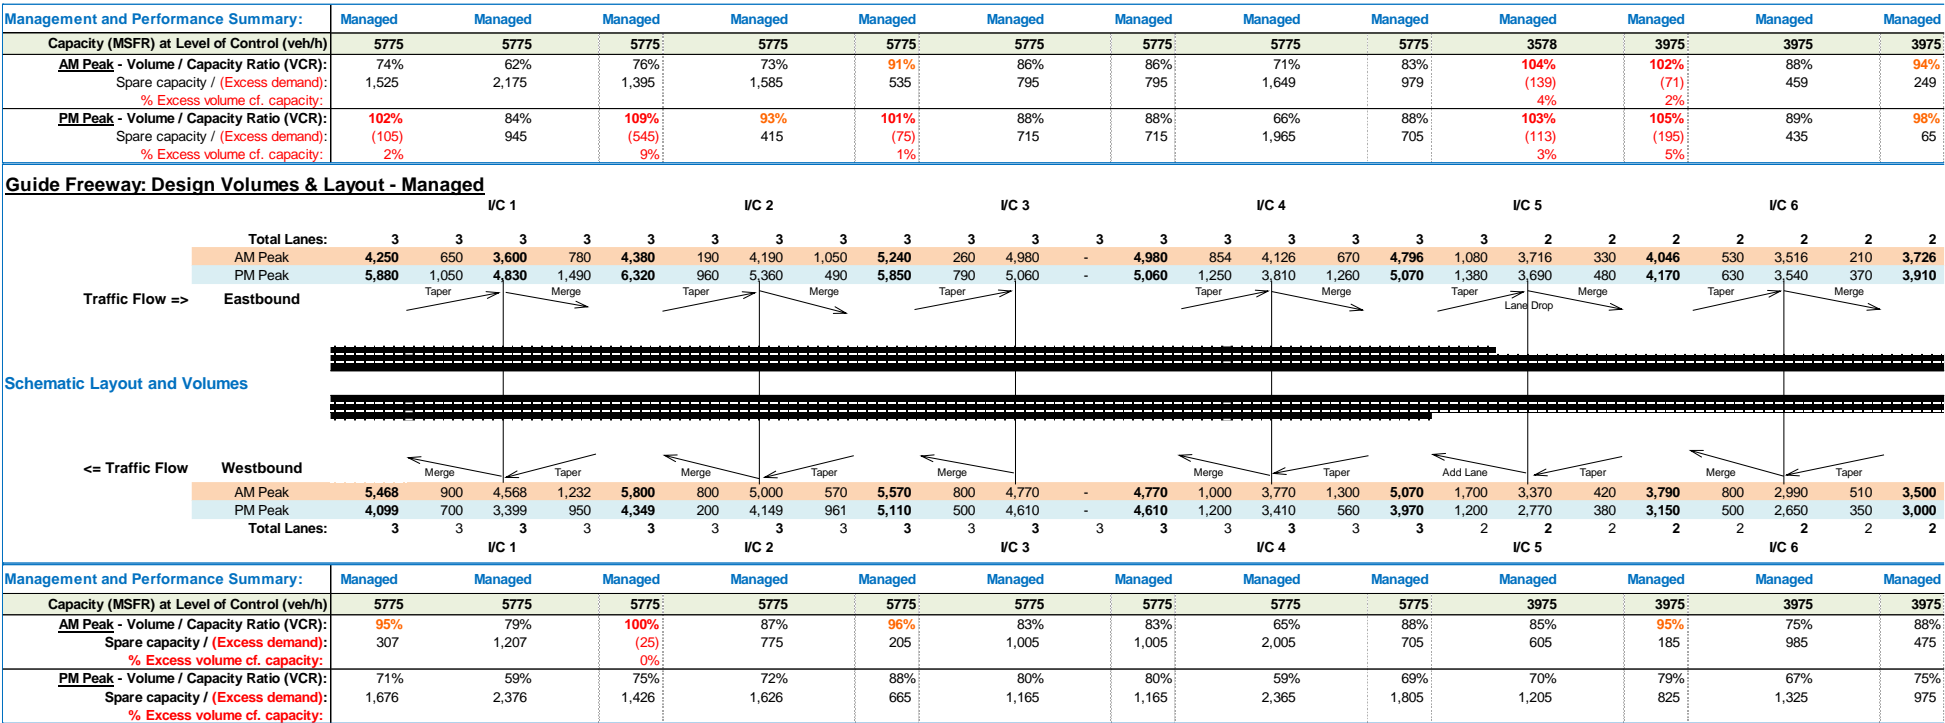 Management and Performance Summary: Managed Managed Managed Managed Managed Managed Managed Managed Managed Managed Managed Managed Managed
Capacity (MSFR) at Level of Control (veh/h) 5775 5775 5775 5775 5775 5775 5775 5775 5775 3578 3975 3975 3975
AM Peak - Volume / Capacity Ratio (VCR): 74% 62% 76% 73% 91% 86% 86% 71% 83% 104% 102% 88% 94%
Spare capacity / (Excess demand): 1,525 2,175 1,395 1,585 535 795 795 1,649 979 (139) (71) 459 249
% Excess volume cf. capacity: 4% 2%
PM Peak - Volume / Capacity Ratio (VCR): 102% 84% 109% 93% 101% 88% 88% 66% 88% 103% 105% 89% 98%
Spare capacity / (Excess demand): (105) 945 (545) 415 (75) 715 715 1,965 705 (113) (195) 435 65
% Excess volume cf. capacity: 2% 9% 1% 3% 5%
Guide Freeway: Design Volumes & Layout - Managed
I/C 1 I/C 2 I/C 3 I/C 4 I/C 5 I/C 6
Total Lanes: 3 3 3 3 3 3 3 3 3 3 3 3 3 3 3 3 3 3 2 2 2 2 2 2 2
AM Peak 4,250 650 3,600 780 4,380 190 4,190 1,050 5,240 260 4,980 - 4,980 854 4,126 670 4,796 1,080 3,716 330 4,046 530 3,516 210 3,726
PM Peak 5,880 1,050 4,830 1,490 6,320 960 5,360 490 5,850 790 5,060 - 5,060 1,250 3,810 1,260 5,070 1,380 3,690 480 4,170 630 3,540 370 3,910
Traffic Flow => Eastbound Taper Merge Taper Merge Taper Taper Merge Taper Merge Taper Merge
Lane Drop
Schematic Layout and Volumes
<= Traffic Flow Westbound Merge Taper Merge Taper Merge Merge Taper Add Lane Taper Merge Taper
AM Peak 5,468 900 4,568 1,232 5,800 800 5,000 570 5,570 800 4,770 - 4,770 1,000 3,770 1,300 5,070 1,700 3,370 420 3,790 800 2,990 510 3,500
PM Peak 4,099 700 3,399 950 4,349 200 4,149 961 5,110 500 4,610 - 4,610 1,200 3,410 560 3,970 1,200 2,770 380 3,150 500 2,650 350 3,000
Total Lanes: 3 3 3 3 3 3 3 3 3 3 3 3 3 3 3 3 3 2 2 2 2 2 2 2 2
I/C 1 I/C 2 I/C 3 I/C 4 I/C 5 I/C 6
Management and Performance Summary: Managed Managed Managed Managed Managed Managed Managed Managed Managed Managed Managed Managed Managed
Capacity (MSFR) at Level of Control (veh/h) 5775 5775 5775 5775 5775 5775 5775 5775 5775 3975 3975 3975 3975
AM Peak - Volume / Capacity Ratio (VCR): 95% 79% 100% 87% 96% 83% 83% 65% 88% 85% 95% 75% 88%
Spare capacity / (Excess demand): 307 1,207 (25) 775 205 1,005 1,005 2,005 705 605 185 985 475
% Excess volume cf. capacity: 0%
PM Peak - Volume / Capacity Ratio (VCR): 71% 59% 75% 72% 88% 80% 80% 59% 69% 70% 79% 67% 75%
Spare capacity / (Excess demand): 1,676 2,376 1,426 1,626 665 1,165 1,165 2,365 1,805 1,205 825 1,325 975
% Excess volume cf. capacity: